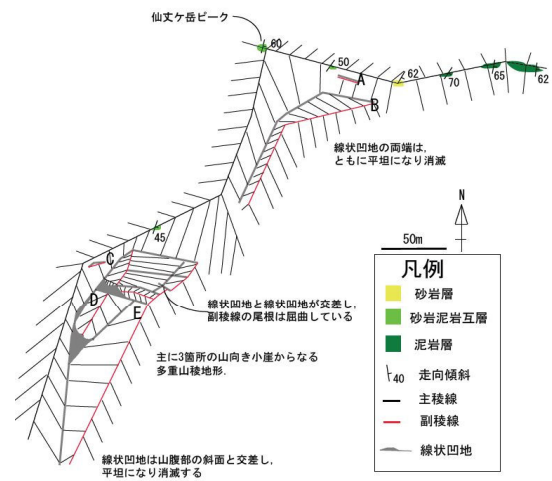 仙丈ケ岳ピーク
60
50
A
62
B
70
65
62
線状凹地の両端は,
ともに平坦になり消滅
N
50m
45
C
D
E
線状凹地と線状凹地が交差し,
副稜線の尾根は屈曲している
主に3箇所の山向き小崖からなる
多重山稜地形.
線状凹地は山腹部の斜面と交差し,
平坦になり消滅する
凡例
砂岩層
砂岩泥岩互層
泥岩層
40 走向傾斜
主稜線
副稜線
線状凹地